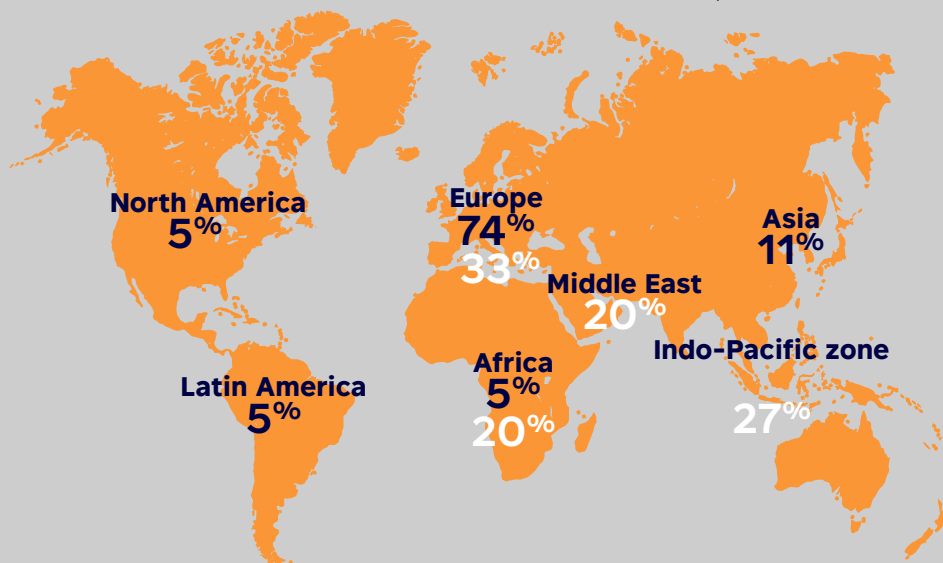 North America
5%
Europe
74%
33%
Asia
11%
Middle East
20%
Indo-Pacific zone
27%
Africa
5%
20%
Latin America
5%